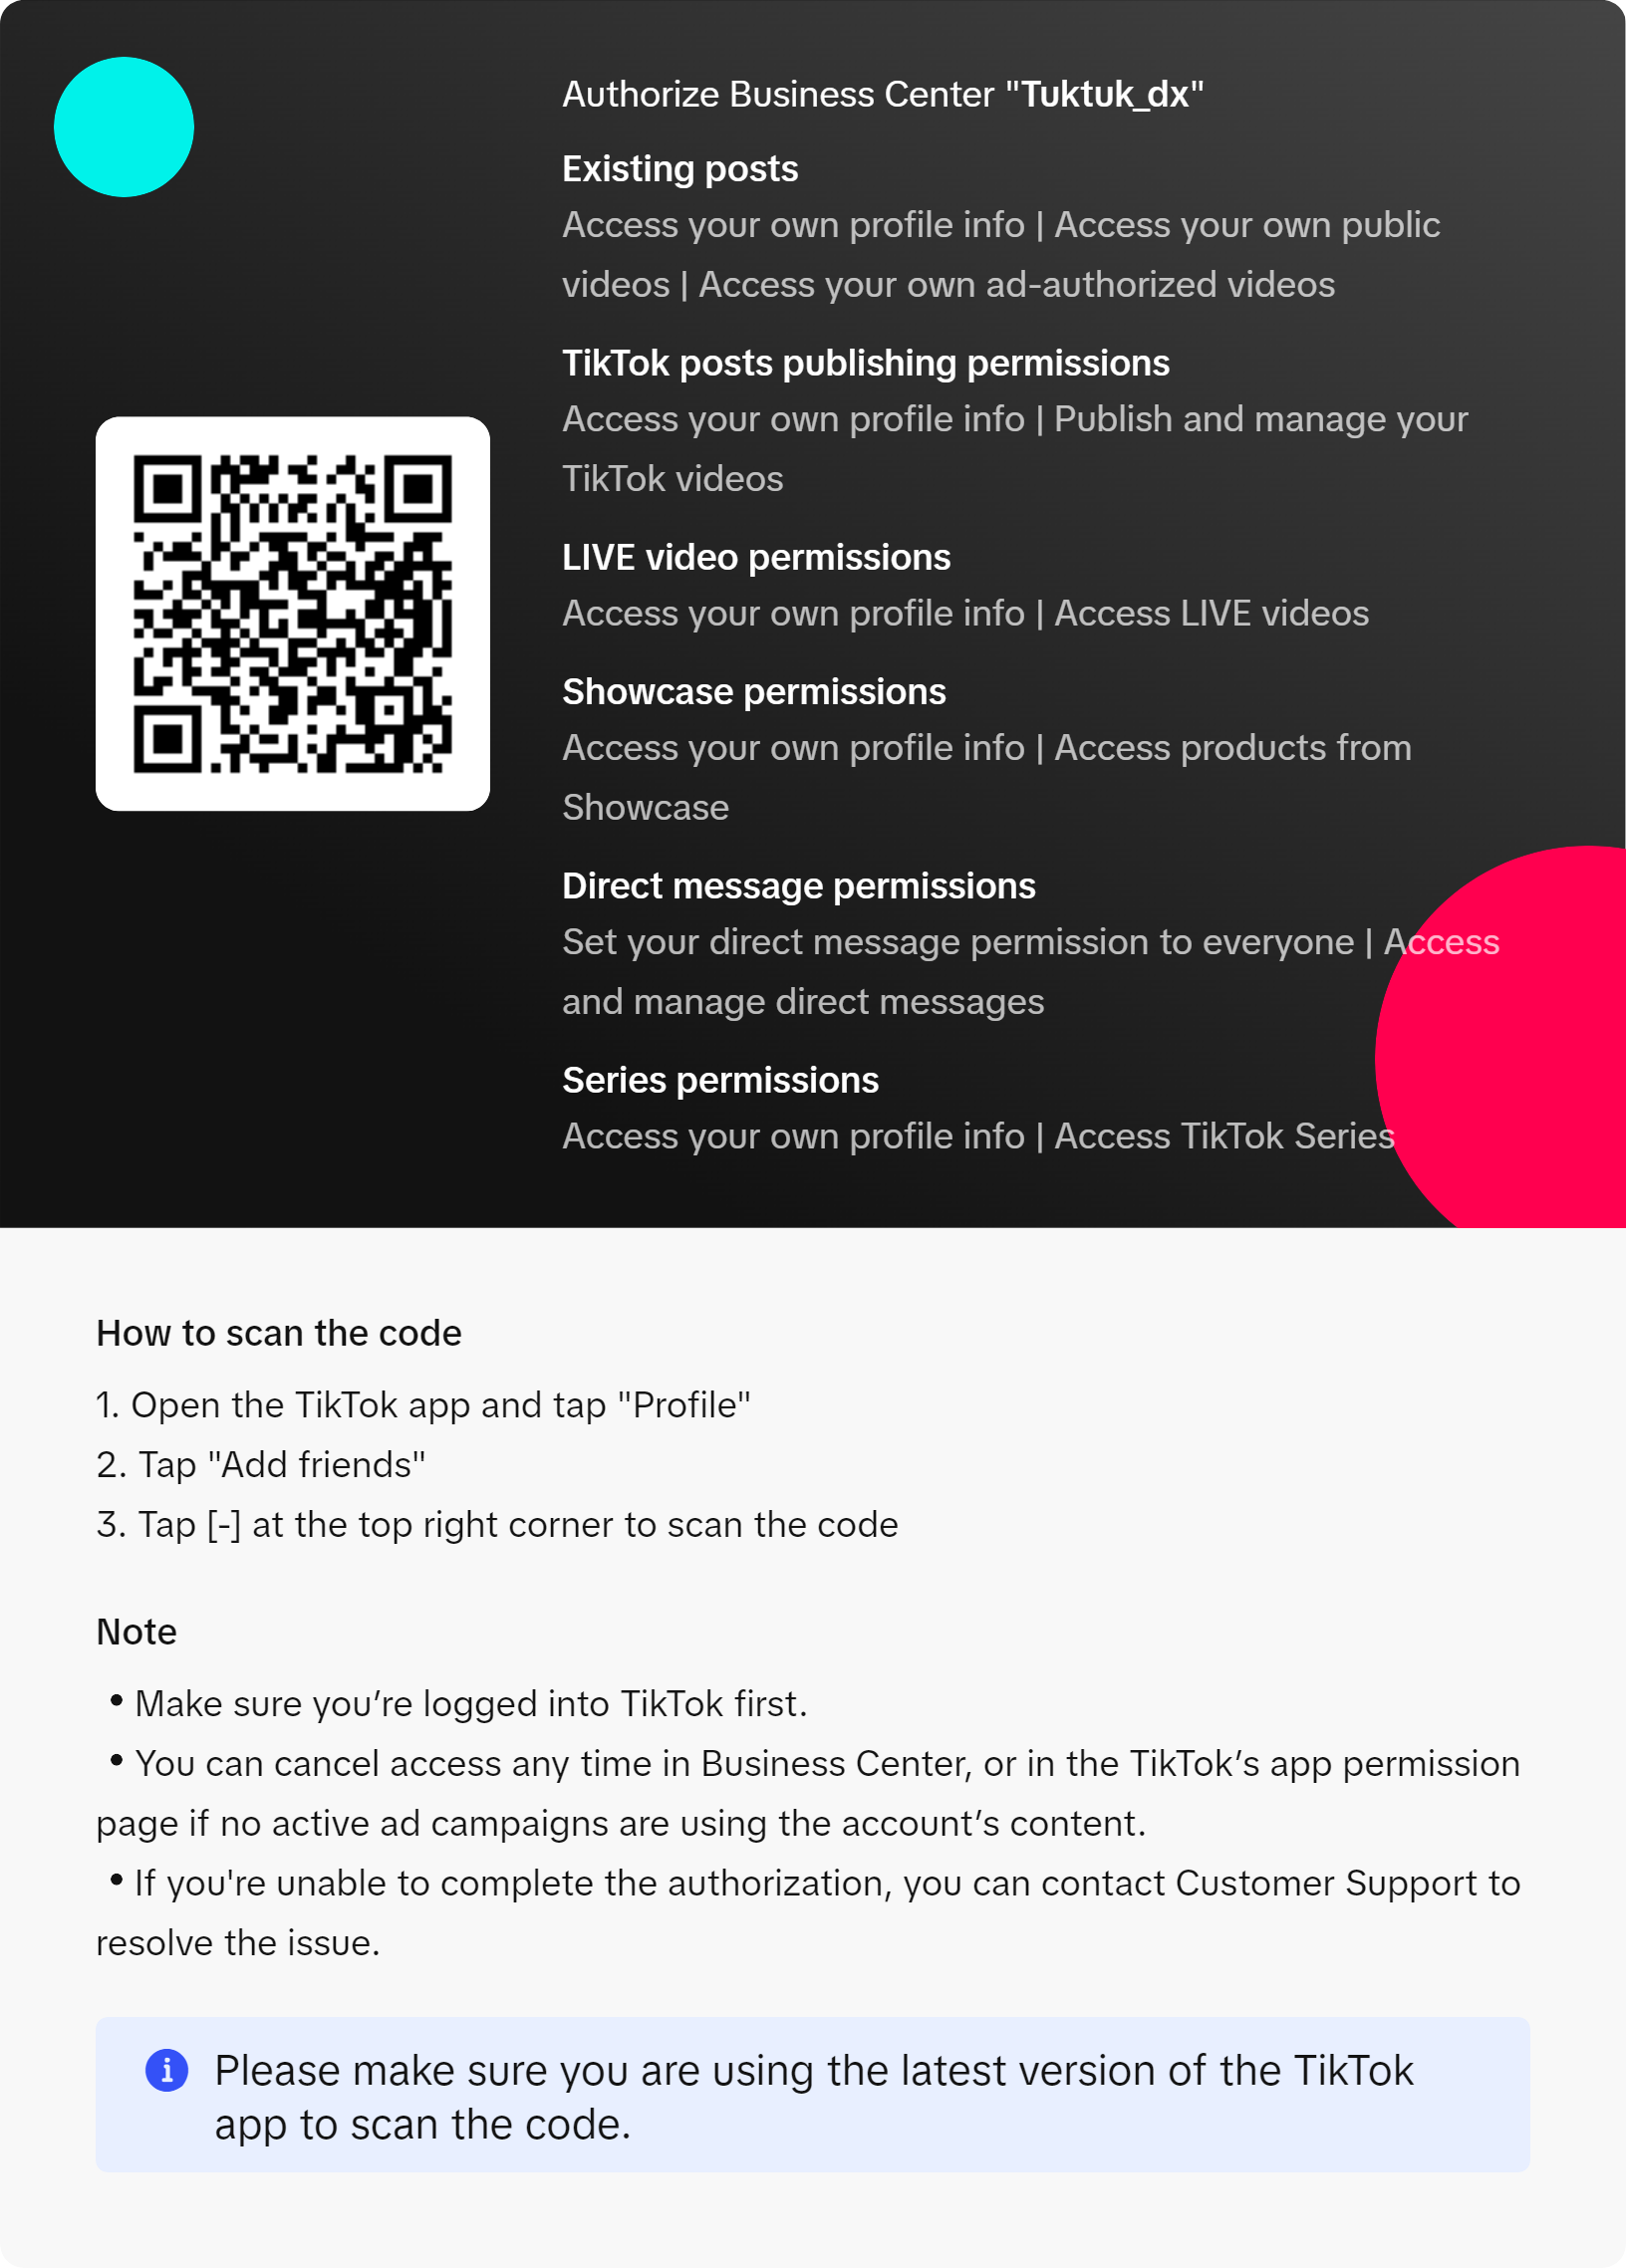 Authorize Business Center "Tuktuk_dx"
Existing posts
Access your own profile info | Access your own public
videos | Access your own ad-authorized videos
TikTok posts publishing permissions
Access your own profile info | Publish and manage your
TikTok videos
LIVE video permissions
Access your own profile info | Access LIVE videos
Showcase permissions
Access your own profile info | Access products from
Showcase
Direct message permissions
Set your direct message permission to everyone | Access
and manage direct messages
Series permissions
Access your own profile info | Access TikTok Series
How to scan the code
1. Open the TikTok app and tap "Profile"
2. Tap "Add friends"
3. Tap [-] at the top right corner to scan the code
Note
• Make sure you’re logged into TikTok first.
• You can cancel access any time in Business Center, or in the TikTok’s app permission
page if no active ad campaigns are using the account’s content.
• If you're unable to complete the authorization, you can contact Customer Support to
resolve the issue.
Please make sure you are using the latest version of the TikTok
app to scan the code.